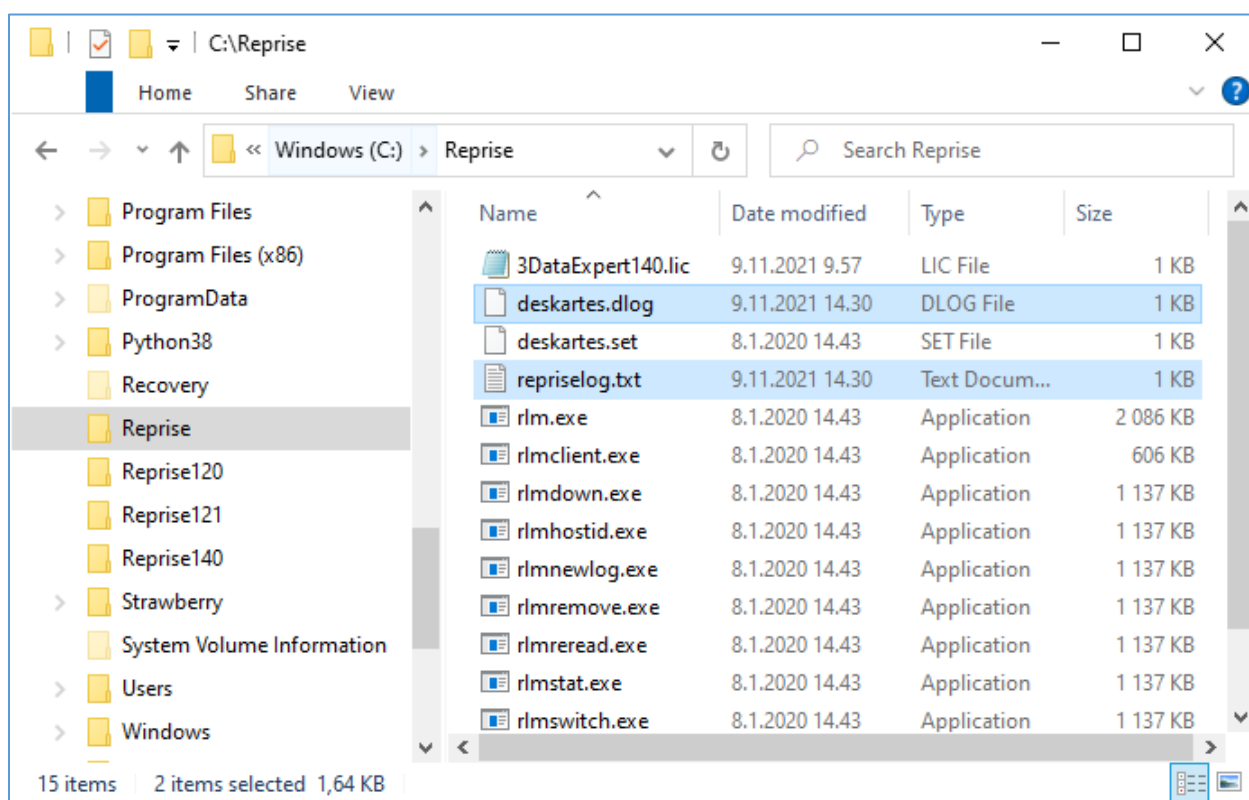 C:\Reprise
Home Share View
Windows (C:) Reprise Search Reprise
Program Files
Program Files (x86)
ProgramData
Python38
Recovery
Reprise
Reprise120
Reprise121
Reprise140
Strawberry
System Volume Information
Users
Windows
Name Date modified Type Size
3DataExpert140.lic 9.11.2021 9.57 LIC File 1 KB
deskartes.dlog 9.11.2021 14.30 DLOG File 1 KB
deskartes.set 8.1.2020 14.43 SET File 1 KB
repriselog.txt 9.11.2021 14.30 Text Docum... 1 KB
rlm.exe 8.1.2020 14.43 Application 2 086 KB
rlmclient.exe 8.1.2020 14.43 Application 606 KB
rlmdown.exe 8.1.2020 14.43 Application 1 137 KB
rlmhostid.exe 8.1.2020 14.43 Application 1 137 KB
rlmnewlog.exe 8.1.2020 14.43 Application 1 137 KB
rlmremove.exe 8.1.2020 14.43 Application 1 137 KB
rlmreread.exe 8.1.2020 14.43 Application 1 137 KB
rlmstat.exe 8.1.2020 14.43 Application 1 137 KB
rlmswitch.exe 8.1.2020 14.43 Application 1 137 KB
15 items 2 items selected 1,64 KB